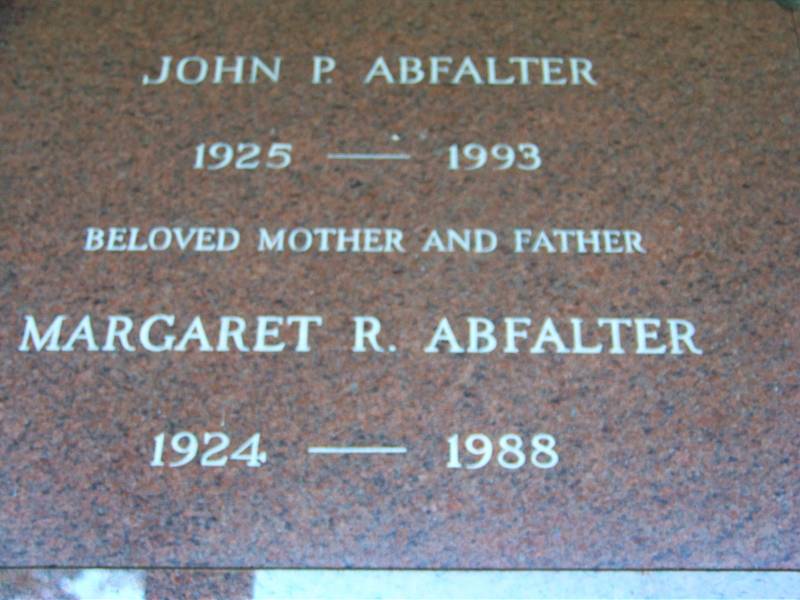 JOHN P. ABFALTER
1925 — 1993
BELOVED MOTHER AND FATHER
MARGARET R. ABFALTER
1924 — 1988